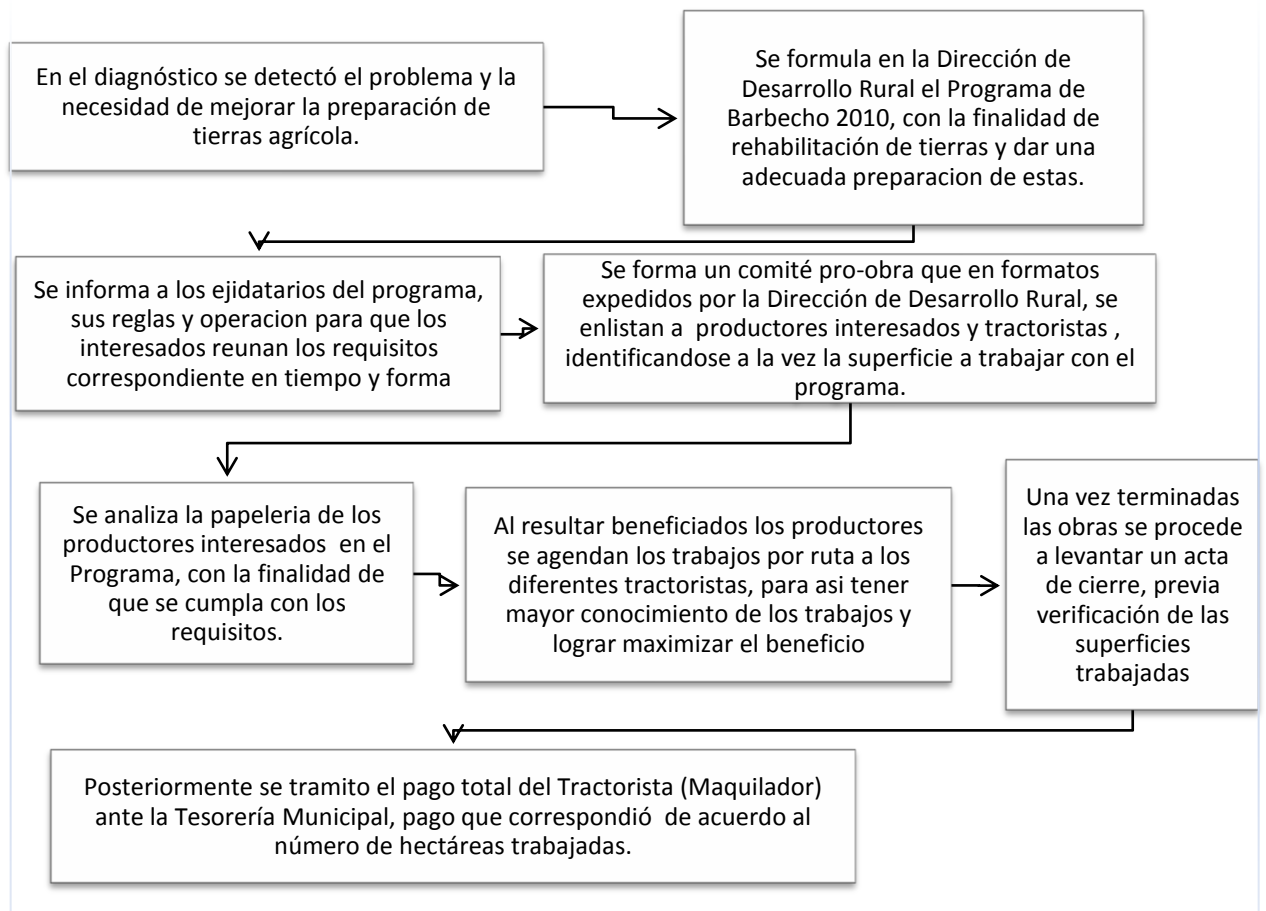 En el diagnóstico se detectó el problema y la
necesidad de mejorar la preparación de
tierras agrícola.
Se formula en la Dirección de
Desarrollo Rural el Programa de
Barbecho 2010, con la finalidad de
rehabilitación de tierras y dar una
adecuada preparacion de estas.
Se informa a los ejidatarios del programa,
sus reglas y operacion para que los
interesados reunan los requisitos
correspondiente en tiempo y forma
Se forma un comité pro-obra que en formatos
expedidos por la Dirección de Desarrollo Rural, se
enlistan a productores interesados y tractoristas ,
identificandose a la vez la superficie a trabajar con el
programa.
Se analiza la papeleria de los
productores interesados en el
Programa, con la finalidad de
que se cumpla con los
requisitos.
Al resultar beneficiados los productores
se agendan los trabajos por ruta a los
diferentes tractoristas, para asi tener
mayor conocimiento de los trabajos y
lograr maximizar el beneficio
Una vez terminadas
las obras se procede
a levantar un acta
de cierre, previa
verificación de las
superficies
trabajadas
Posteriormente se tramito el pago total del Tractorista (Maquilador)
ante la Tesorería Municipal, pago que correspondió de acuerdo al
número de hectáreas trabajadas.